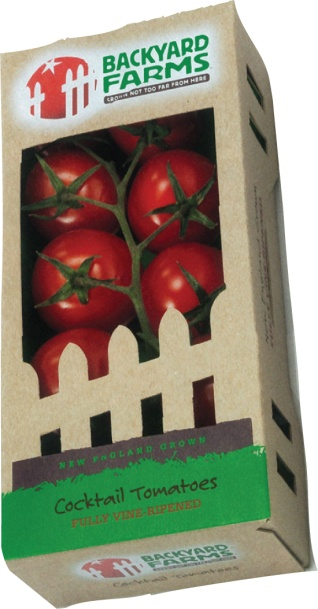 BACKYARD
FARMS
GROWN NOT TOO FAR FROM HERE
NEW ENGLAND GROWN
Cocktail Tomatoes
FULLY VINE-RIPENED
BACKYARD
FARMS
Cocktail Tomatoes